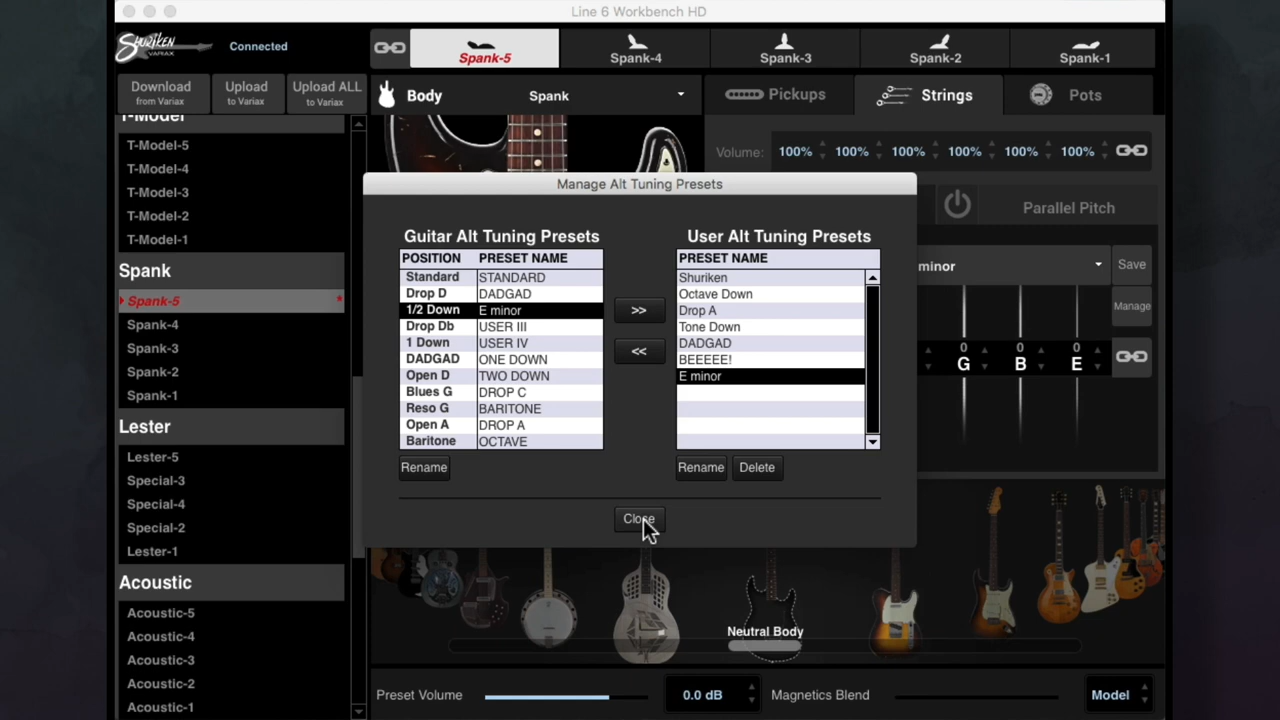 Line 6 Workbench HD
SHURIKEN
VARIAX
Connected
Spank-5
Spank-4
Spank-3
Spank-2
Spank-1
Download
from Variax
Upload
to Variax
Upload ALL
to Variax
Body
Spank
Pickups
Strings
Pots
T-Model
T-Model-5
T-Model-4
T-Model-3
T-Model-2
T-Model-1
Spank
Spank-5 *
Spank-4
Spank-3
Spank-2
Spank-1
Lester
Lester-5
Special-3
Special-4
Special-2
Lester-1
Acoustic
Acoustic-5
Acoustic-4
Acoustic-3
Acoustic-2
Acoustic-1
Volume: 100% 100% 100% 100% 100% 100%
Parallel Pitch
minor
Save
Manage
0 0 0
G B E
Manage Alt Tuning Presets
Guitar Alt Tuning Presets
POSITION PRESET NAME
Standard STANDARD
Drop D DADGAD
1/2 Down E minor
Drop Db USER III
1 Down USER IV
DADGAD ONE DOWN
Open D TWO DOWN
Blues G DROP C
Reso G BARITONE
Open A DROP A
Baritone OCTAVE
Rename
>>
<<
User Alt Tuning Presets
PRESET NAME
Shuriken
Octave Down
Drop A
Tone Down
DADGAD
BEEEEE!
E minor
Rename
Delete
Close
Neutral Body
Preset Volume
0.0 dB
Magnetics Blend
Model